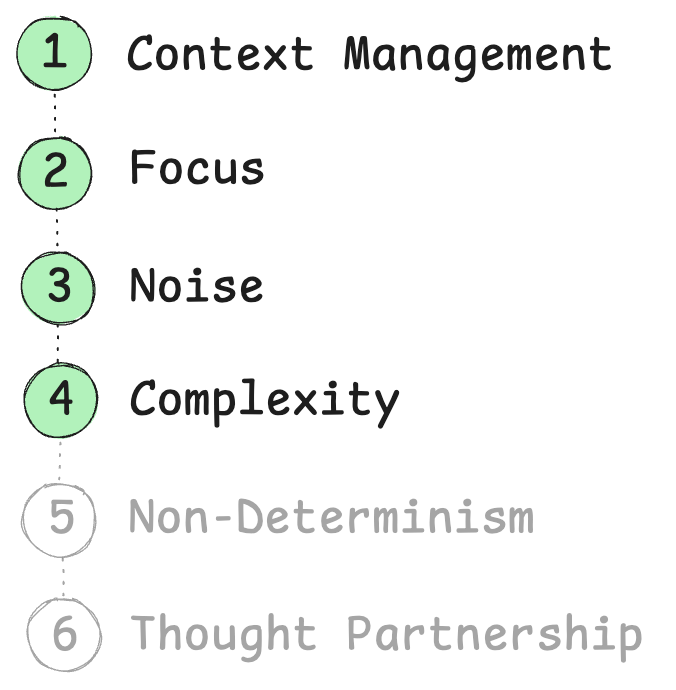 1 Context Management
2 Focus
3 Noise
4 Complexity
5 Non-Determinism
6 Thought Partnership